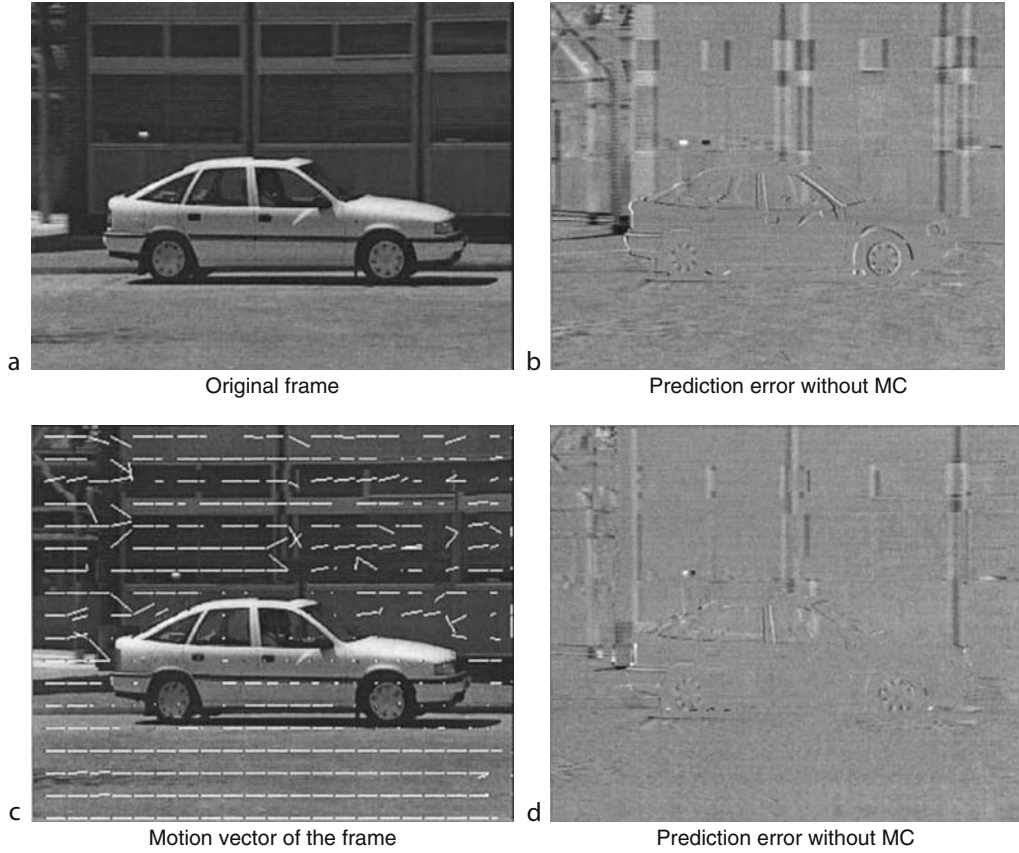 a
Original frame
b
Prediction error without MC
c
Motion vector of the frame
d
Prediction error without MC